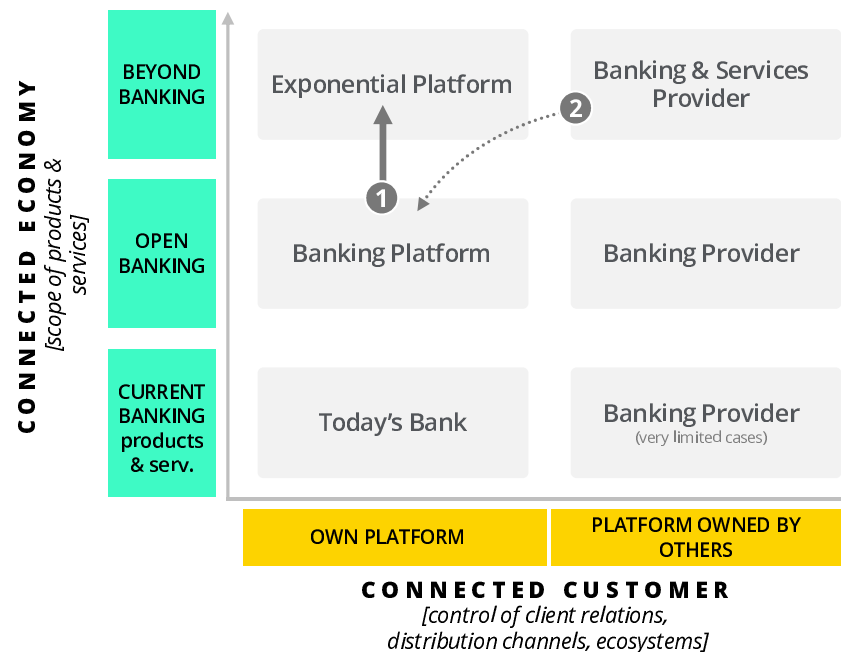 CONNECTED ECONOMY
[scope of products &
services]
BEYOND
BANKING
Exponential Platform
Banking & Services
Provider
2
1
OPEN
BANKING
Banking Platform
Banking Provider
CURRENT
BANKING
products
& serv.
Today’s Bank
Banking Provider
(very limited cases)
OWN PLATFORM
PLATFORM OWNED BY
OTHERS
CONNECTED CUSTOMER
[control of client relations,
distribution channels, ecosystems]